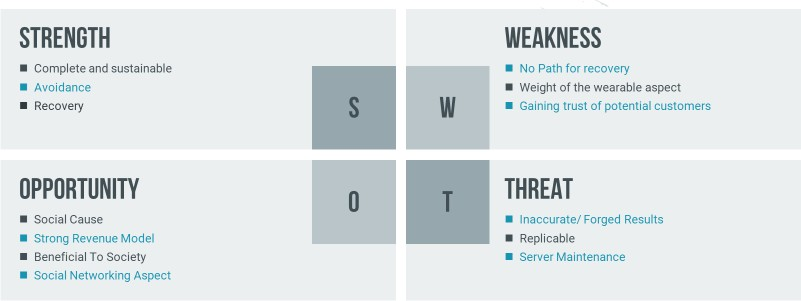 STRENGTH
Complete and sustainable
Avoidance
Recovery
S
WEAKNESS
No Path for recovery
Weight of the wearable aspect
Gaining trust of potential customers
W
OPPORTUNITY
Social Cause
Strong Revenue Model
Beneficial To Society
Social Networking Aspect
O
THREAT
Inaccurate/ Forged Results
Replicable
Server Maintenance
T